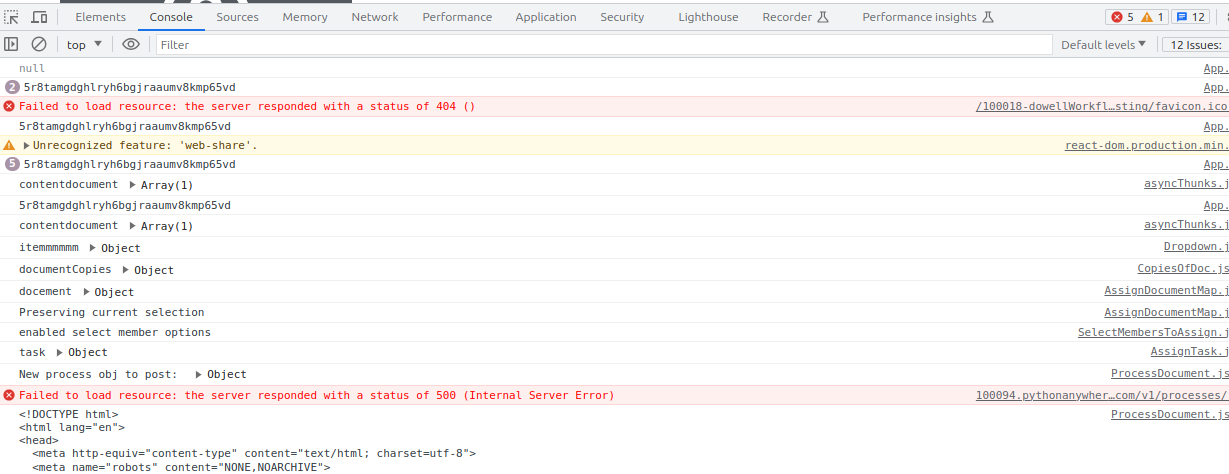 Elements Console Sources Memory Network Performance Application Security Lighthouse Recorder Performance insights 5 1 12
top Filter Default levels 12 Issues:
null App.
2 5r8tamgdghlryh6bgjraaumv8kmp65vd App.
Failed to load resource: the server responded with a status of 404 () /100018-dowellWorkfl…sting/favicon.ico
5r8tamgdghlryh6bgjraaumv8kmp65vd App.
Unrecognized feature: 'web-share'. react-dom.production.min.
5 5r8tamgdghlryh6bgjraaumv8kmp65vd App.
contentdocument Array(1) asyncThunks.j
5r8tamgdghlryh6bgjraaumv8kmp65vd App.
contentdocument Array(1) asyncThunks.j
itemmmmmm Object Dropdown.j
documentCopies Object CopiesOfDoc.js
docement Object AssignDocumentMap.j
Preserving current selection AssignDocumentMap.j
enabled select member options SelectMembersToAssign.j
task Object AssignTask.j
New process obj to post: Object ProcessDocument.js
Failed to load resource: the server responded with a status of 500 (Internal Server Error) 100094.pythonanywher…com/v1/processes/
<!DOCTYPE html> ProcessDocument.js
<html lang="en">
<head>
<meta http-equiv="content-type" content="text/html; charset=utf-8">
<meta name="robots" content="NONE,NOARCHIVE">